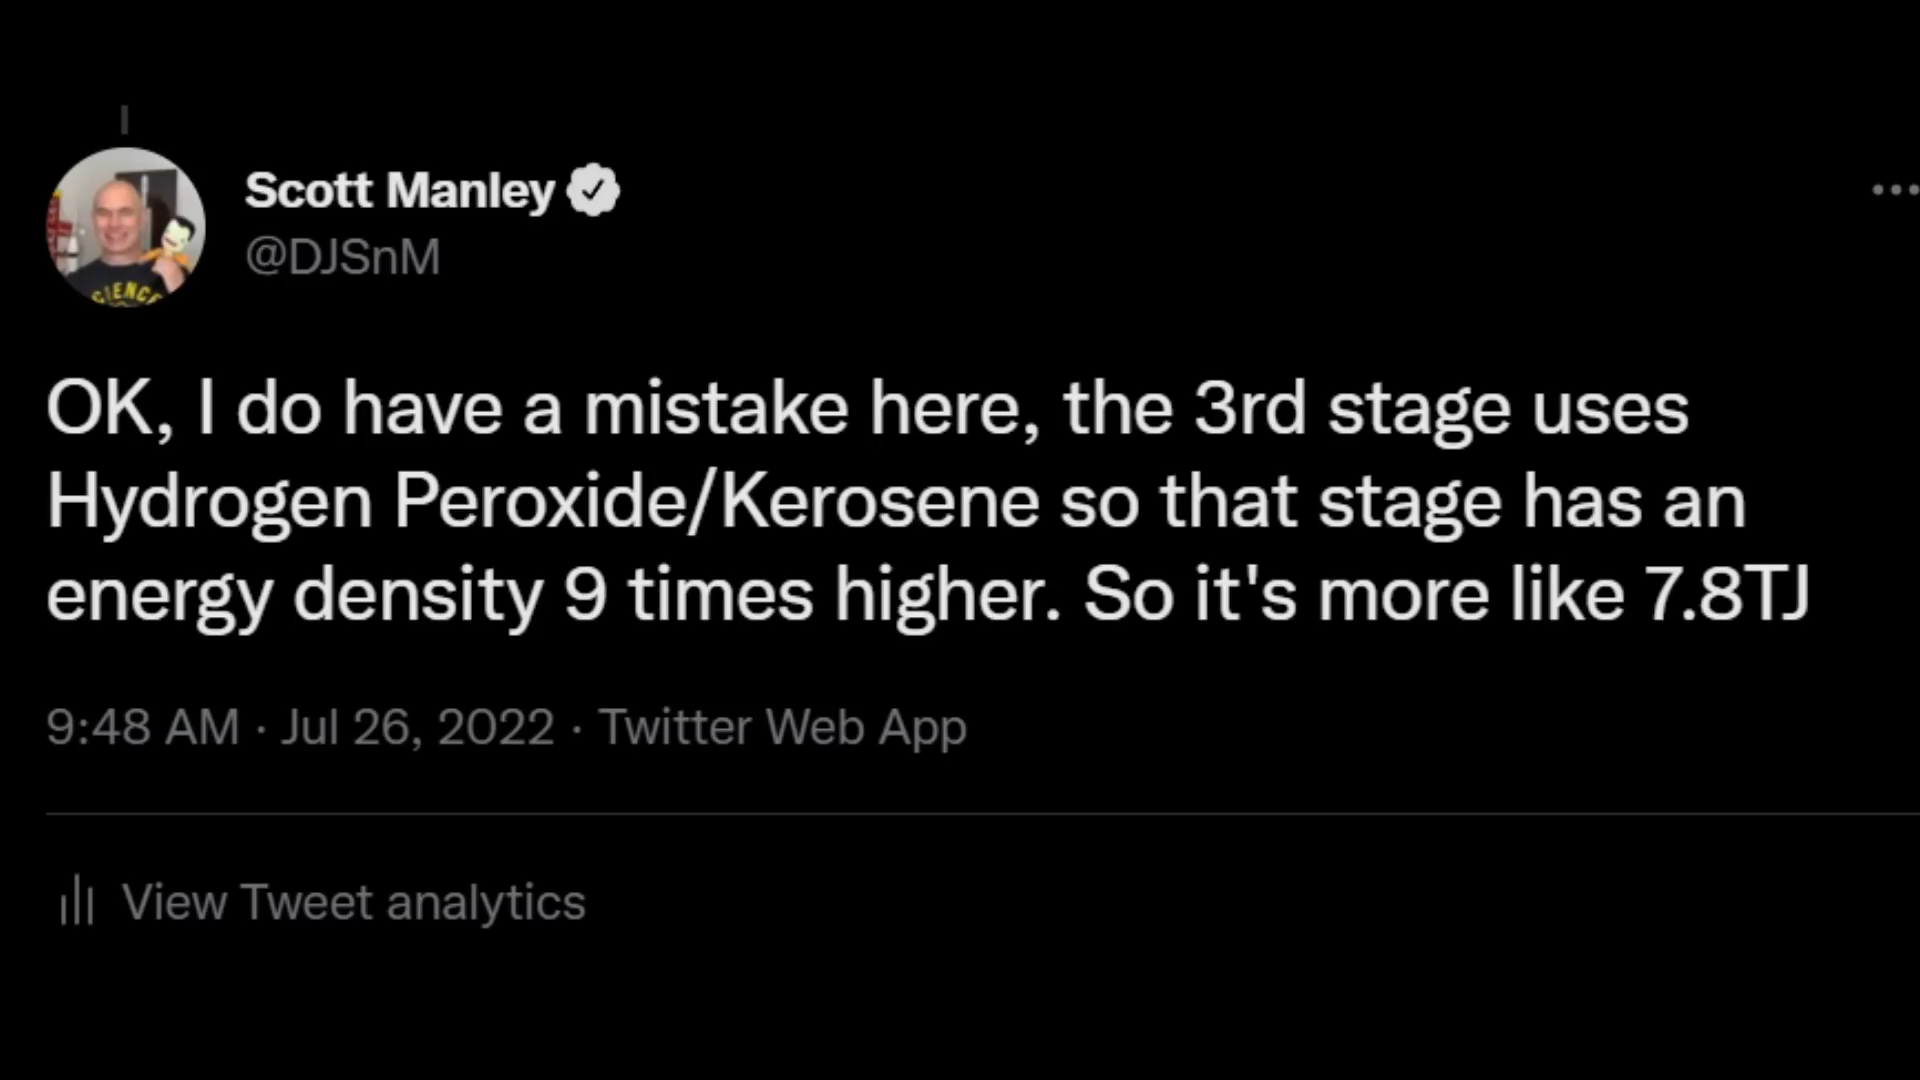 Scott Manley
@DJSnM
OK, I do have a mistake here, the 3rd stage uses
Hydrogen Peroxide/Kerosene so that stage has an
energy density 9 times higher. So it's more like 7.8TJ
9:48 AM · Jul 26, 2022 · Twitter Web App
View Tweet analytics